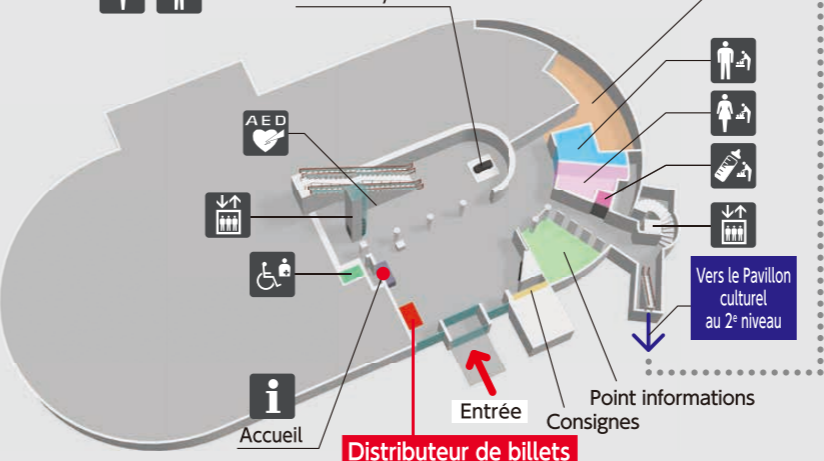 AED
Vers le Pavillon
culturel
au 2e niveau
Point informations
Entrée
Consignes
i
Accueil
Distributeur de billets